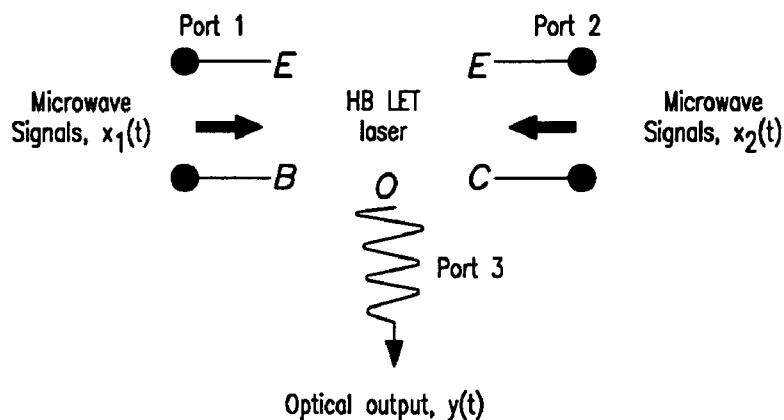 Port 1
Port 2
E
E
Microwave
Signals, x₁(t)
HB LET
laser
Microwave
Signals, x₂(t)
B
O
C
Port 3
Optical output, y(t)